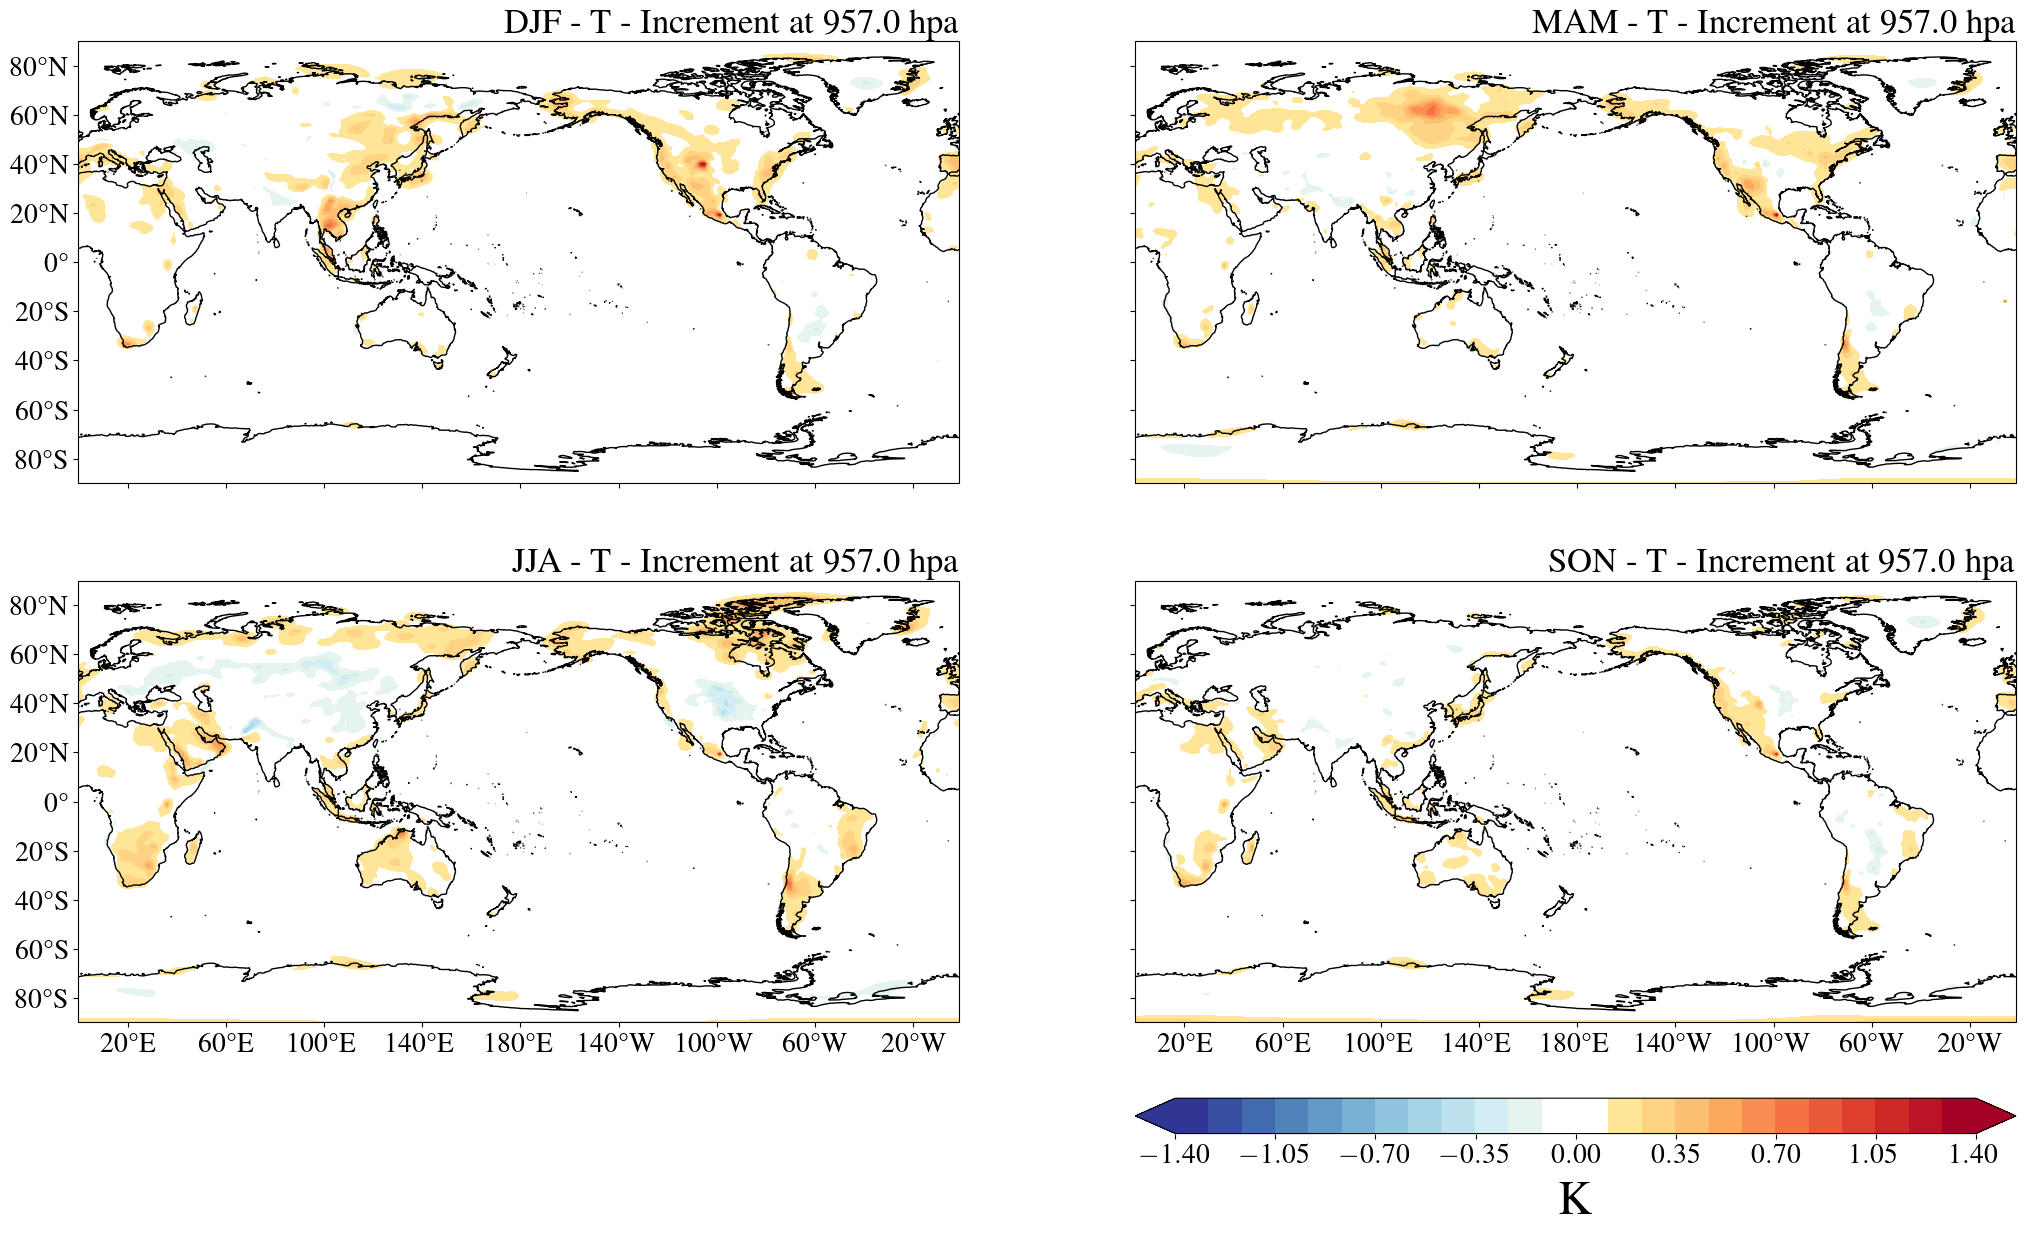 DJF - T - Increment at 957.0 hpa
MAM - T - Increment at 957.0 hpa
80°N
60°N
40°N
20°N
0°
20°S
40°S
60°S
80°S
JJA - T - Increment at 957.0 hpa
SON - T - Increment at 957.0 hpa
80°N
60°N
40°N
20°N
0°
20°S
40°S
60°S
80°S
20°E 60°E 100°E 140°E 180°E 140°W 100°W 60°W 20°W
20°E 60°E 100°E 140°E 180°E 140°W 100°W 60°W 20°W
−1.40 −1.05 −0.70 −0.35 0.00 0.35 0.70 1.05 1.40
K